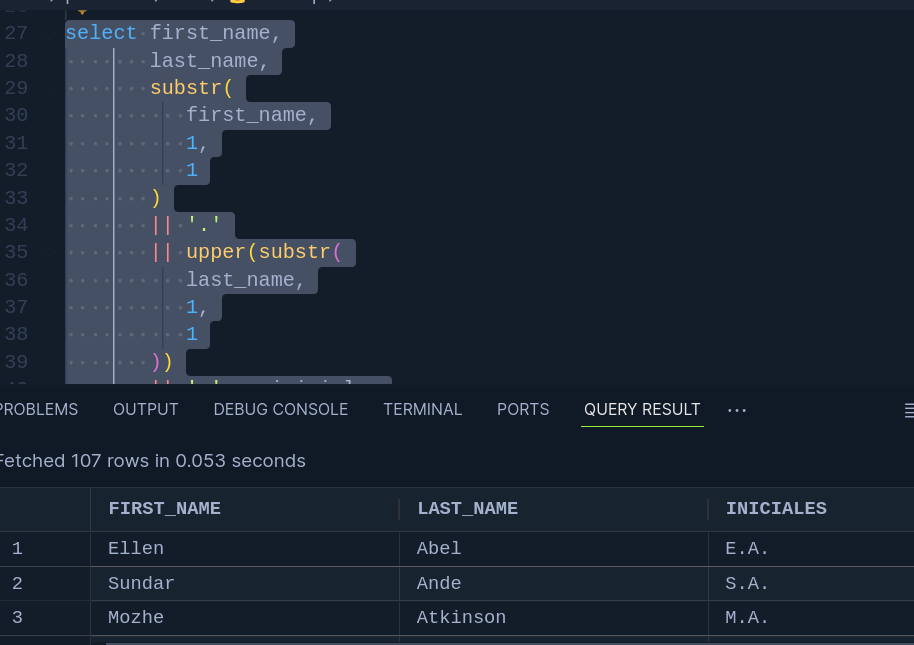 27 select first_name,
28 last_name,
29 substr(
30 first_name,
31 1,
32 1
33 )
34 || '.'
35 || upper(substr(
36 last_name,
37 1,
38 1
39 ))
PROBLEMS OUTPUT DEBUG CONSOLE TERMINAL PORTS QUERY RESULT ...
Fetched 107 rows in 0.053 seconds
FIRST_NAME LAST_NAME INICIALES
1 Ellen Abel E.A.
2 Sundar Ande S.A.
3 Mozhe Atkinson M.A.